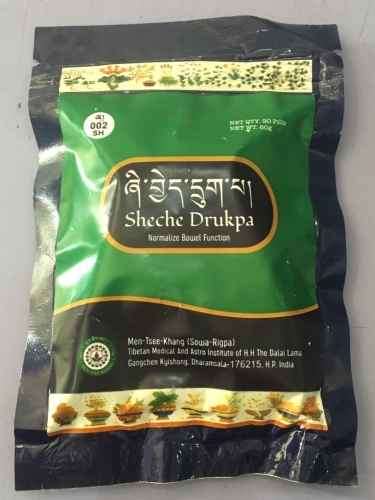 ཞ།
002
SH
NET QTY. 90 Pills
NET WT. 60g
ཞི་བྱེད་དྲུག་པ།
Sheche Drukpa
Normalize Bowel Function
Men-Tsee-Khang (Sowa-Rigpa)
Tibetan Medical And Astro Institute of H.H The Dalai Lama
Gangchen Kyishong, Dharamsala-176215, H.P. India